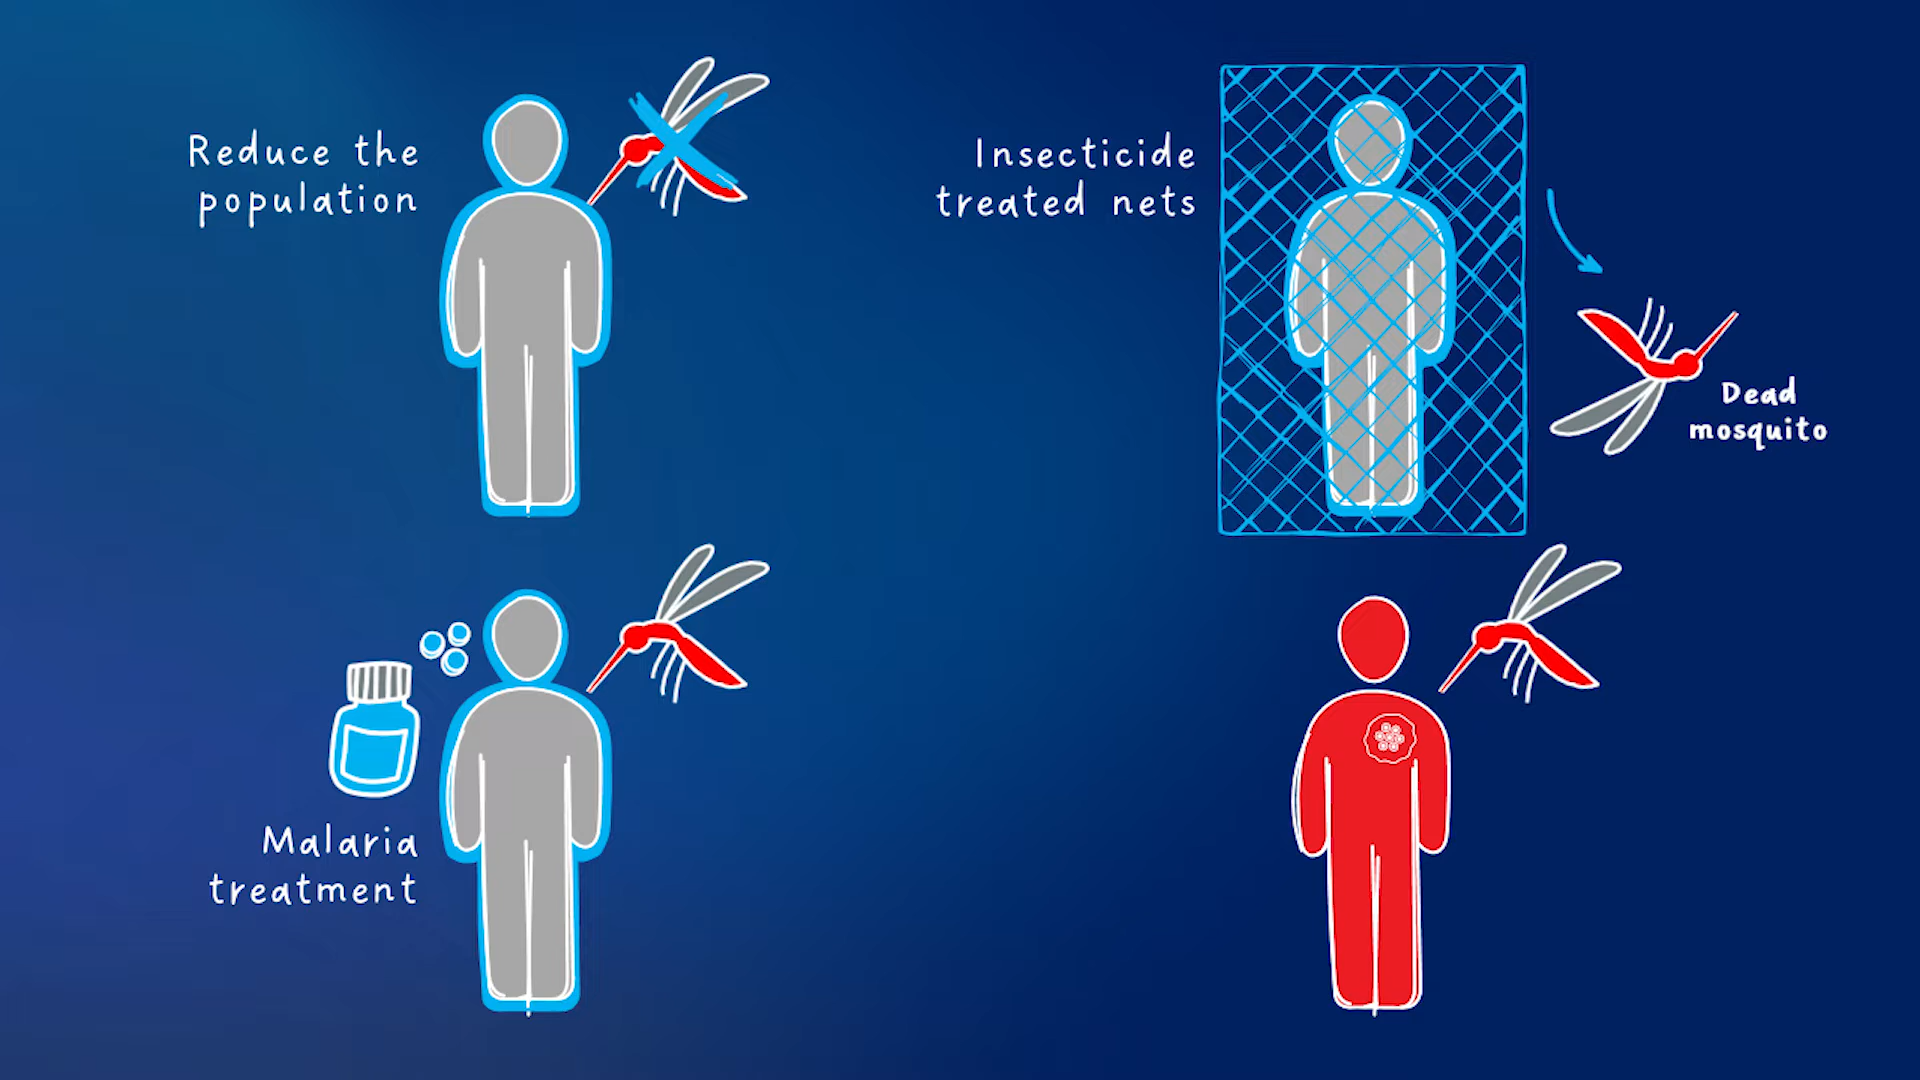 Reduce the
population
Insecticide
treated nets
Dead
mosquito
Malaria
treatment